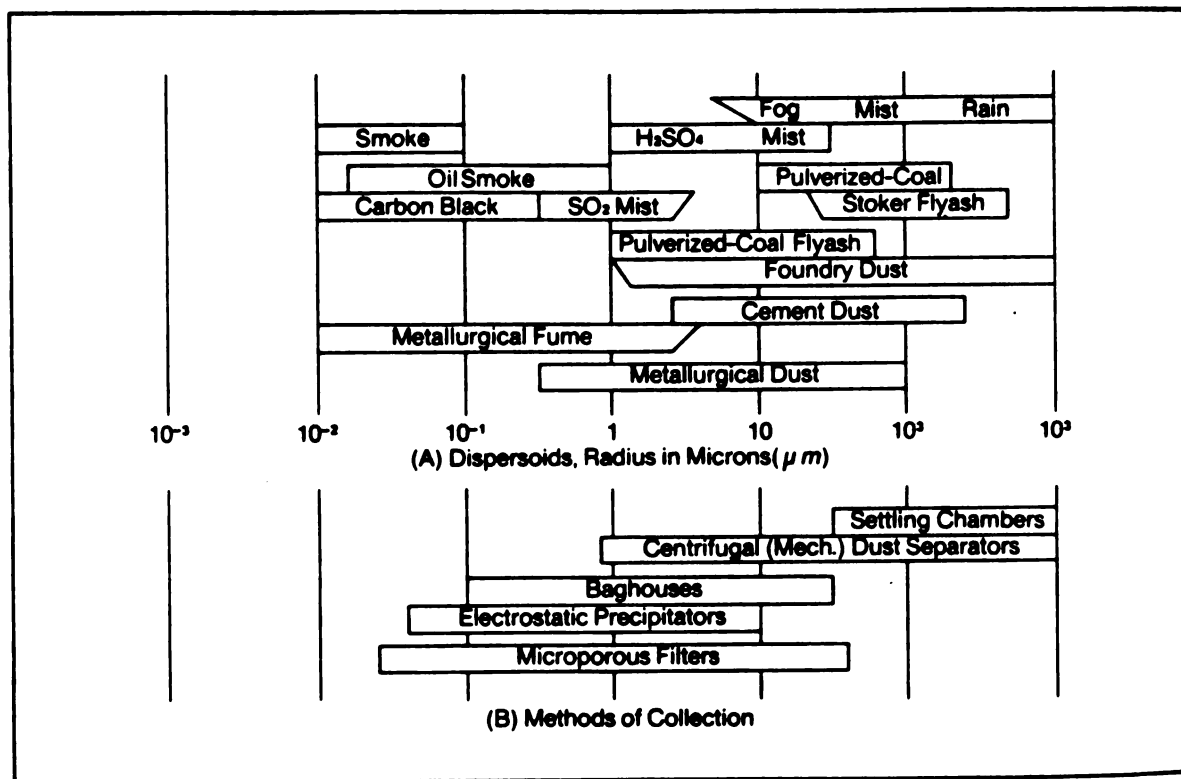 Fog Mist Rain
Smoke H₂SO₄ Mist
Oil Smoke Pulverized-Coal
Carbon Black SO₂ Mist Stoker Flyash
Pulverized-Coal Flyash
Foundry Dust
Cement Dust
Metallurgical Fume
Metallurgical Dust
10⁻³ 10⁻² 10⁻¹ 1 10 10³ 10³
(A) Dispersoids, Radius in Microns(μm)
Settling Chambers
Centrifugal (Mech.) Dust Separators
Baghouses
Electrostatic Precipitators
Microporous Filters
(B) Methods of Collection